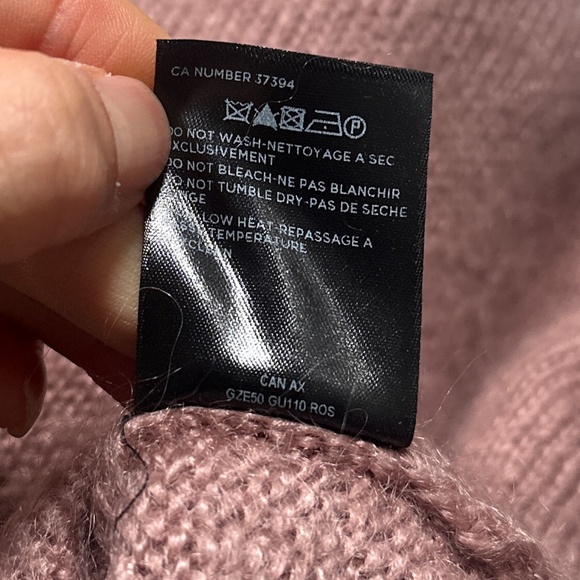 CA NUMBER 37394
P
DO NOT WASH-NETTOYAGE A SEC
EXCLUSIVEMENT
DO NOT BLEACH-NE PAS BLANCHIR
DO NOT TUMBLE DRY-PAS DE SECHE
LOW HEAT-REPASSAGE A
TEMPERATURE
CAN AX
GZE50 GU110 ROS